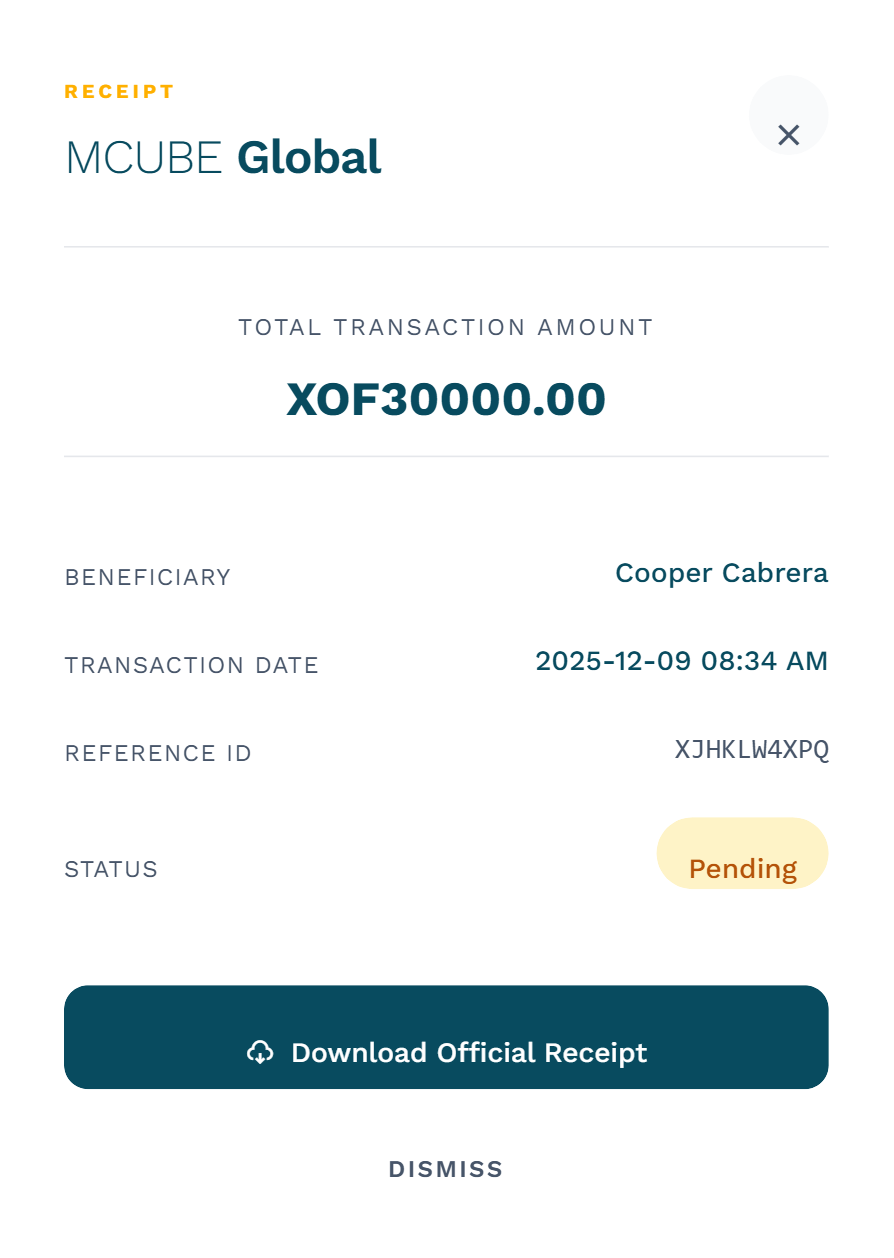 RECEIPT
MCUBE Global
TOTAL TRANSACTION AMOUNT
XOF30000.00
BENEFICIARY Cooper Cabrera
TRANSACTION DATE 2025-12-09 08:34 AM
REFERENCE ID XJHKLW4XPQ
STATUS Pending
Download Official Receipt
DISMISS